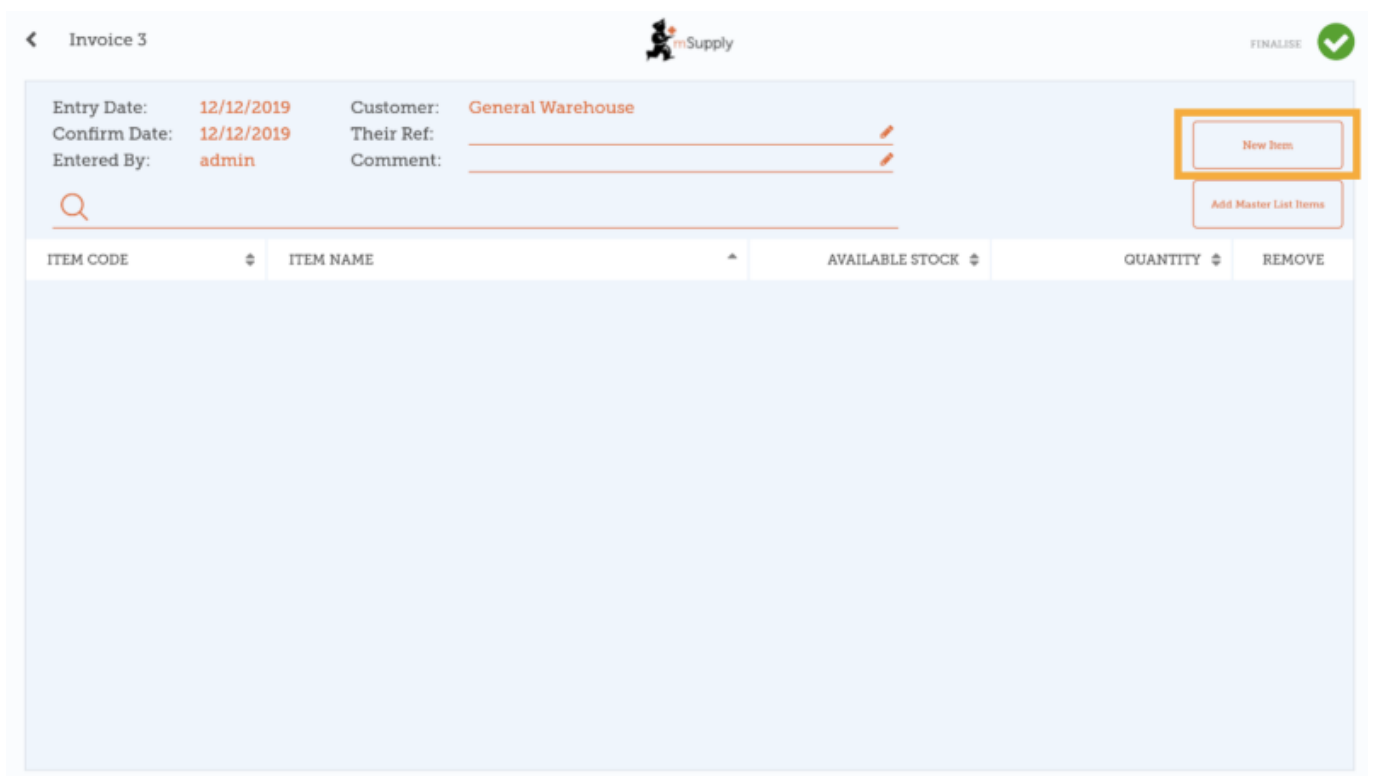 Invoice 3
mSupply
FINALISE
Entry Date: 12/12/2019 Customer: General Warehouse
Confirm Date: 12/12/2019 Their Ref:
Entered By: admin Comment:
New Item
Add Master List Items
ITEM CODE ITEM NAME AVAILABLE STOCK QUANTITY REMOVE